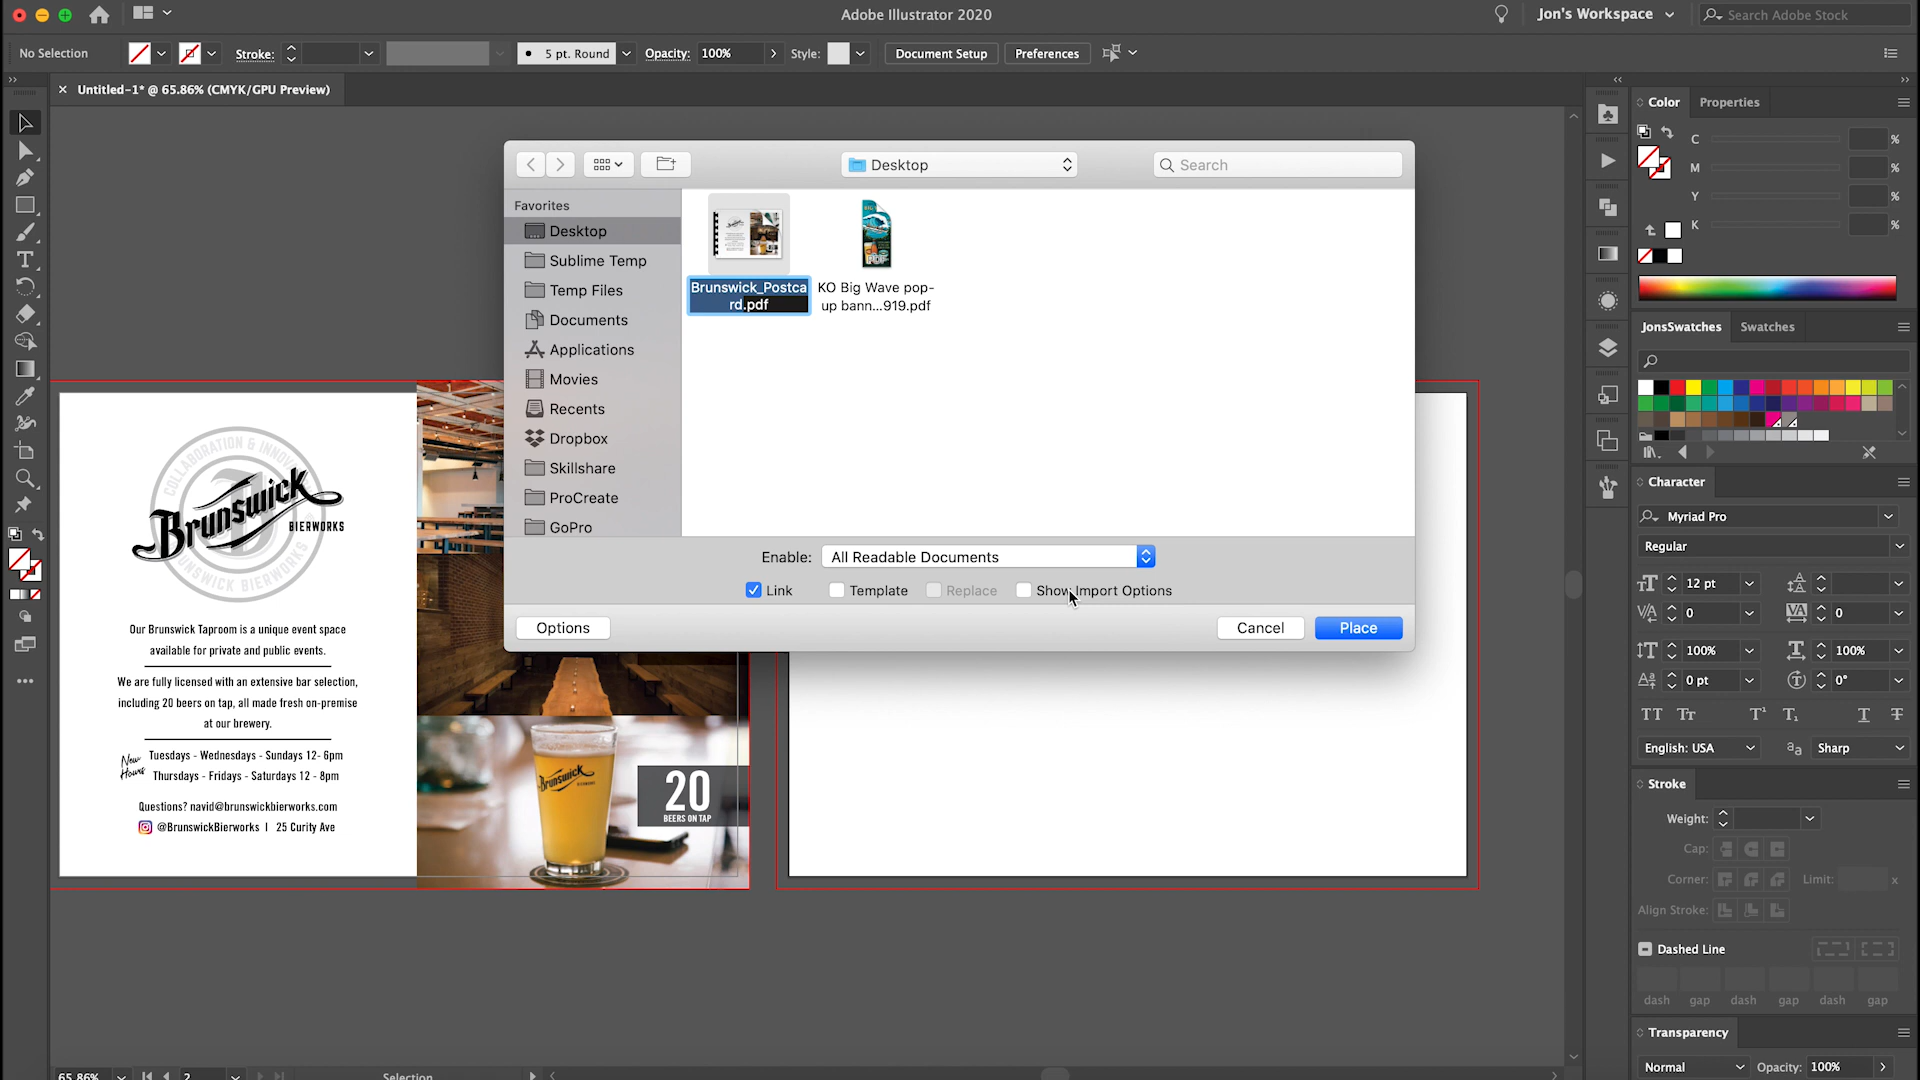 Adobe Illustrator 2020
Jon's Workspace
Search Adobe Stock
No Selection
Stroke:
5 pt. Round
Opacity:
100%
Style:
Document Setup
Preferences
× Untitled-1* @ 65.86% (CMYK/GPU Preview)
Desktop
Search
Favorites
Desktop
Sublime Temp
Temp Files
Documents
Applications
Movies
Recents
Dropbox
Skillshare
ProCreate
GoPro
Brunswick_Postca
rd.pdf
KO Big Wave pop-
up bann...919.pdf
Enable:
All Readable Documents
Link
Template
Replace
Show Import Options
Options
Cancel
Place
COLLABORATION & INNOV
Brunswick
BIERWORKS
BRUNSWICK BIERWORKS
Our Brunswick Taproom is a unique event space
available for private and public events.
We are fully licensed with an extensive bar selection,
including 20 beers on tap, all made fresh on-premise
at our brewery.
New
Hours
Tuesdays - Wednesdays - Sundays 12- 6pm
Thursdays - Fridays - Saturdays 12 - 8pm
Questions? navid@brunswickbierworks.com
@BrunswickBierworks | 25 Curity Ave
Brunswick
20
BEERS ON TAP
Color
Properties
C
%
M
%
Y
%
K
%
JonsSwatches
Swatches
Character
Myriad Pro
Regular
12 pt
0
0
100%
100%
0 pt
0°
English: USA
Sharp
Stroke
Weight:
Cap:
Corner:
Limit:
x
Align Stroke:
Dashed Line
dash
gap
dash
gap
dash
gap
Transparency
Normal
Opacity:
100%
65.86%
2
Selection